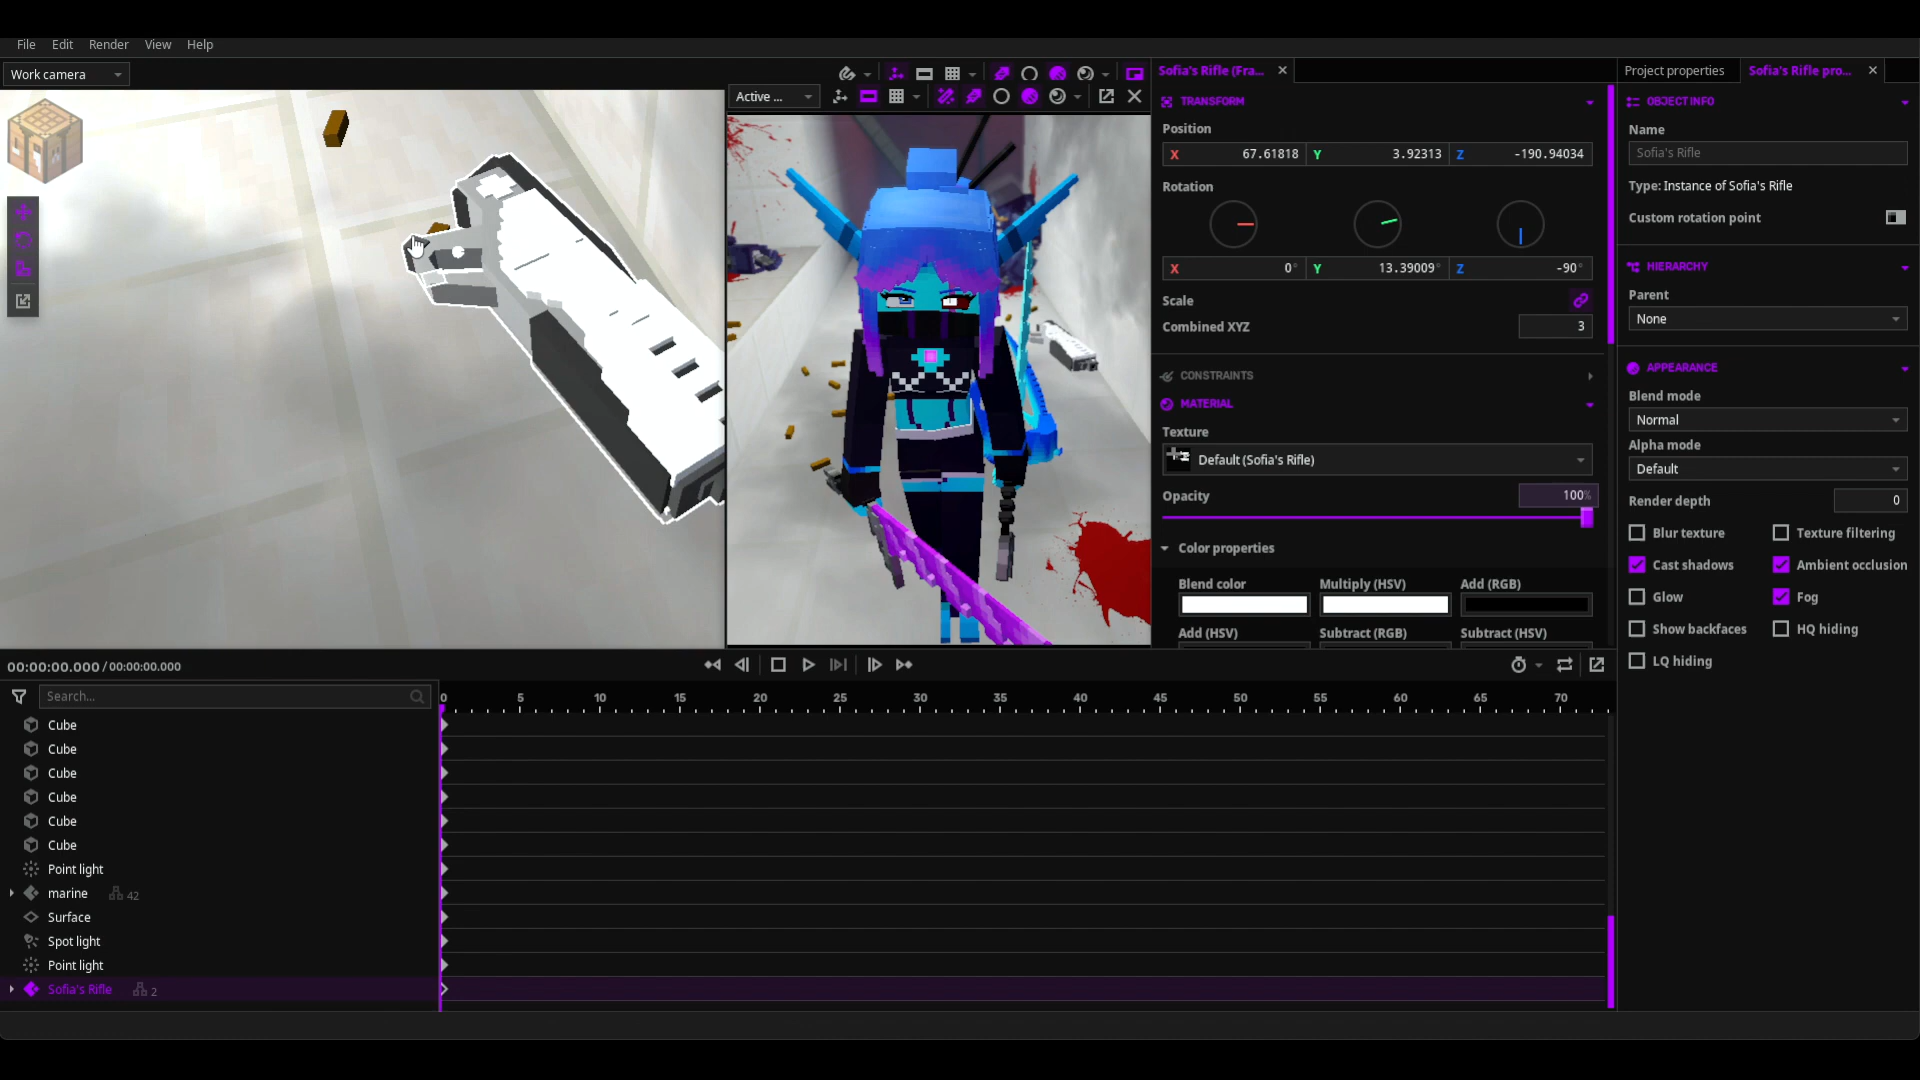 File Edit Render View Help
Work camera
Active ...
Sofia's Rifle (Fra...
TRANSFORM
Position
X 67.61818 Y 3.92313 Z -190.94034
Rotation
X 0° Y 13.39009° Z -90°
Scale
Combined XYZ 3
CONSTRAINTS
MATERIAL
Texture
Default (Sofia's Rifle)
Opacity 100%
Color properties
Blend color Multiply (HSV) Add (RGB)
Add (HSV) Subtract (RGB) Subtract (HSV)
Project properties Sofia's Rifle pro...
OBJECT INFO
Name
Sofia's Rifle
Type: Instance of Sofia's Rifle
Custom rotation point
HIERARCHY
Parent
None
APPEARANCE
Blend mode
Normal
Alpha mode
Default
Render depth 0
Blur texture Texture filtering
Cast shadows Ambient occlusion
Glow Fog
Show backfaces HQ hiding
LQ hiding
00:00:00.000 / 00:00:00.000
Search...
0 5 10 15 20 25 30 35 40 45 50 55 60 65 70
Cube
Cube
Cube
Cube
Cube
Cube
Point light
marine 42
Surface
Spot light
Point light
Sofia's Rifle 2